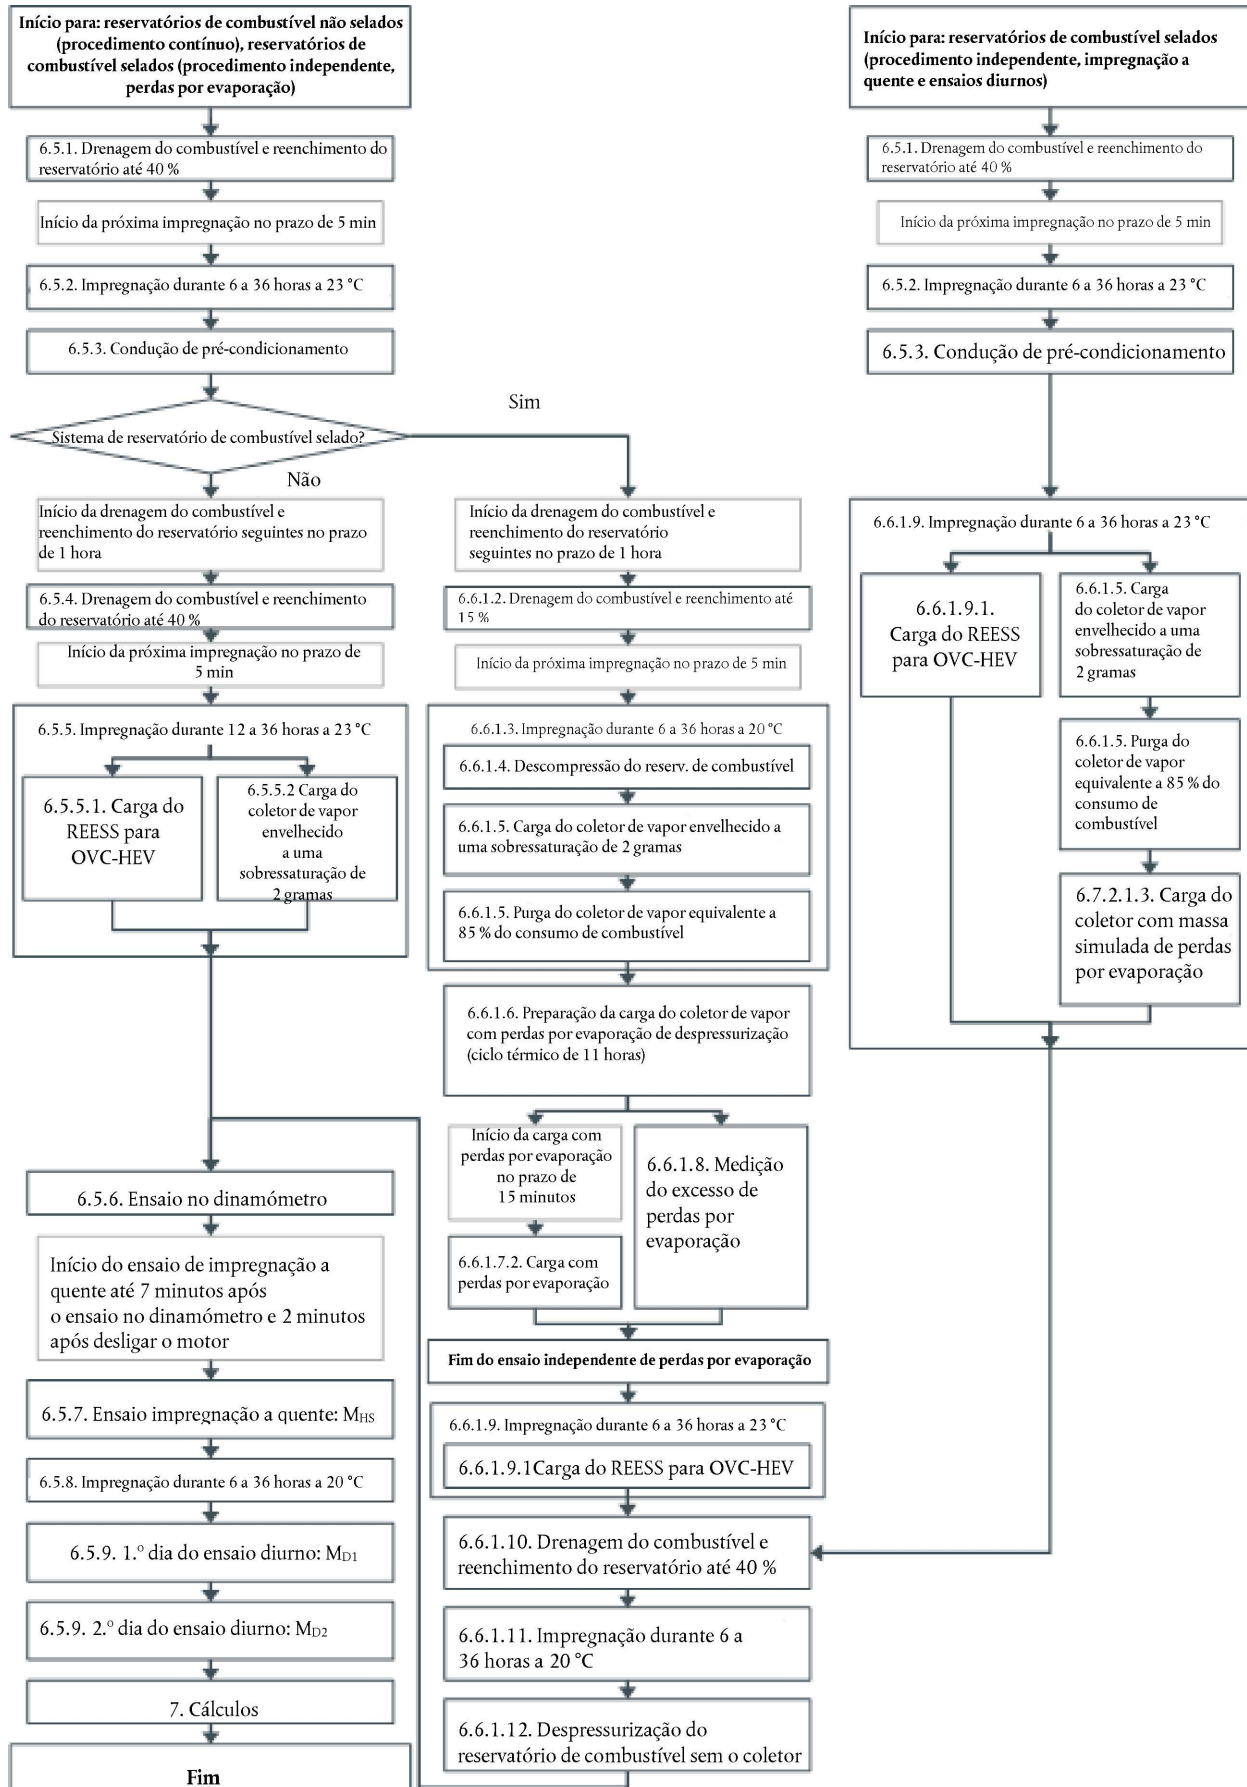 Início para: reservatórios de combustível não selados
(procedimento contínuo), reservatórios de
combustível selados (procedimento independente,
perdas por evaporação)
6.5.1. Drenagem do combustível e reenchimento do
reservatório até 40 %
Início da próxima impregnação no prazo de 5 min
6.5.2. Impregnação durante 6 a 36 horas a 23 °C
6.5.3. Condução de pré-condicionamento
Sistema de reservatório de combustível selado?
Sim
Não
Início da drenagem do combustível e
reenchimento do reservatório seguintes no prazo
de 1 hora
6.5.4. Drenagem do combustível e reenchimento
do reservatório até 40 %
Início da próxima impregnação no prazo de
5 min
6.5.5. Impregnação durante 12 a 36 horas a 23 °C
6.5.5.1. Carga do
REESS para
OVC-HEV
6.5.5.2 Carga do
coletor de vapor
envelhecido
a uma
sobressaturação de
2 gramas
6.5.6. Ensaio no dinamómetro
Início do ensaio de impregnação a
quente até 7 minutos após
o ensaio no dinamómetro e 2 minutos
após desligar o motor
6.5.7. Ensaio impregnação a quente: MHS
6.5.8. Impregnação durante 6 a 36 horas a 20 °C
6.5.9. 1.º dia do ensaio diurno: MD1
6.5.9. 2.º dia do ensaio diurno: MD2
7. Cálculos
Fim
Início da drenagem do combustível e
reenchimento do reservatório
seguintes no prazo de 1 hora
6.6.1.2. Drenagem do combustível e reenchimento até
15 %
Início da próxima impregnação no prazo de 5 min
6.6.1.3. Impregnação durante 6 a 36 horas a 20 °C
6.6.1.4. Descompressão do reserv. de combustível
6.6.1.5. Carga do coletor de vapor envelhecido a
uma sobressaturação de 2 gramas
6.6.1.5. Purga do coletor de vapor equivalente a
85 % do consumo de combustível
6.6.1.6. Preparação da carga do coletor de vapor
com perdas por evaporação de despressurização
(ciclo térmico de 11 horas)
Início da carga com
perdas por evaporação
no prazo de
15 minutos
6.6.1.7.2. Carga com
perdas por evaporação
6.6.1.8. Medição
do excesso de
perdas por
evaporação
Fim do ensaio independente de perdas por evaporação
6.6.1.9. Impregnação durante 6 a 36 horas a 23 °C
6.6.1.9.1Carga do REESS para OVC-HEV
6.6.1.10. Drenagem do combustível e
reenchimento do reservatório até 40 %
6.6.1.11. Impregnação durante 6 a
36 horas a 20 °C
6.6.1.12. Despressurização do
reservatório de combustível sem o coletor
Início para: reservatórios de combustível selados
(procedimento independente, impregnação a
quente e ensaios diurnos)
6.5.1. Drenagem do combustível e reenchimento do
reservatório até 40 %
Início da próxima impregnação no prazo de 5 min
6.5.2. Impregnação durante 6 a 36 horas a 23 °C
6.5.3. Condução de pré-condicionamento
6.6.1.9. Impregnação durante 6 a 36 horas a 23 °C
6.6.1.9.1.
Carga do REESS
para OVC-HEV
6.6.1.5. Carga
do coletor de vapor
envelhecido a uma
sobressaturação de
2 gramas
6.6.1.5. Purga do
coletor de vapor
equivalente a 85 % do
consumo de
combustível
6.7.2.1.3. Carga do
coletor com massa
simulada de perdas
por evaporação